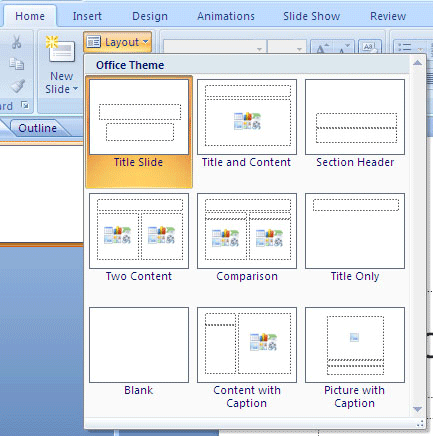 Home Insert Design Animations Slide Show Review
Layout
New
Slide
rd
Outline
Office Theme
Title Slide Title and Content Section Header
Two Content Comparison Title Only
Blank Content with
Caption Picture with
Caption